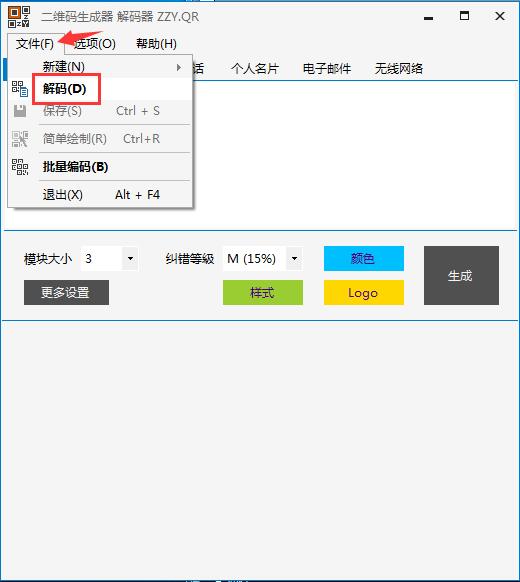 二维码生成器 解码器 ZZY.QR
文件(F) 选项(O) 帮助(H)
新建(N) 话 个人名片 电子邮件 无线网络
解码(D)
保存(S) Ctrl + S
简单绘制(R) Ctrl+R
批量编码(B)
退出(X) Alt + F4
模块大小 3 纠错等級 M (15%) 颜色 生成
更多设置 样式 Logo